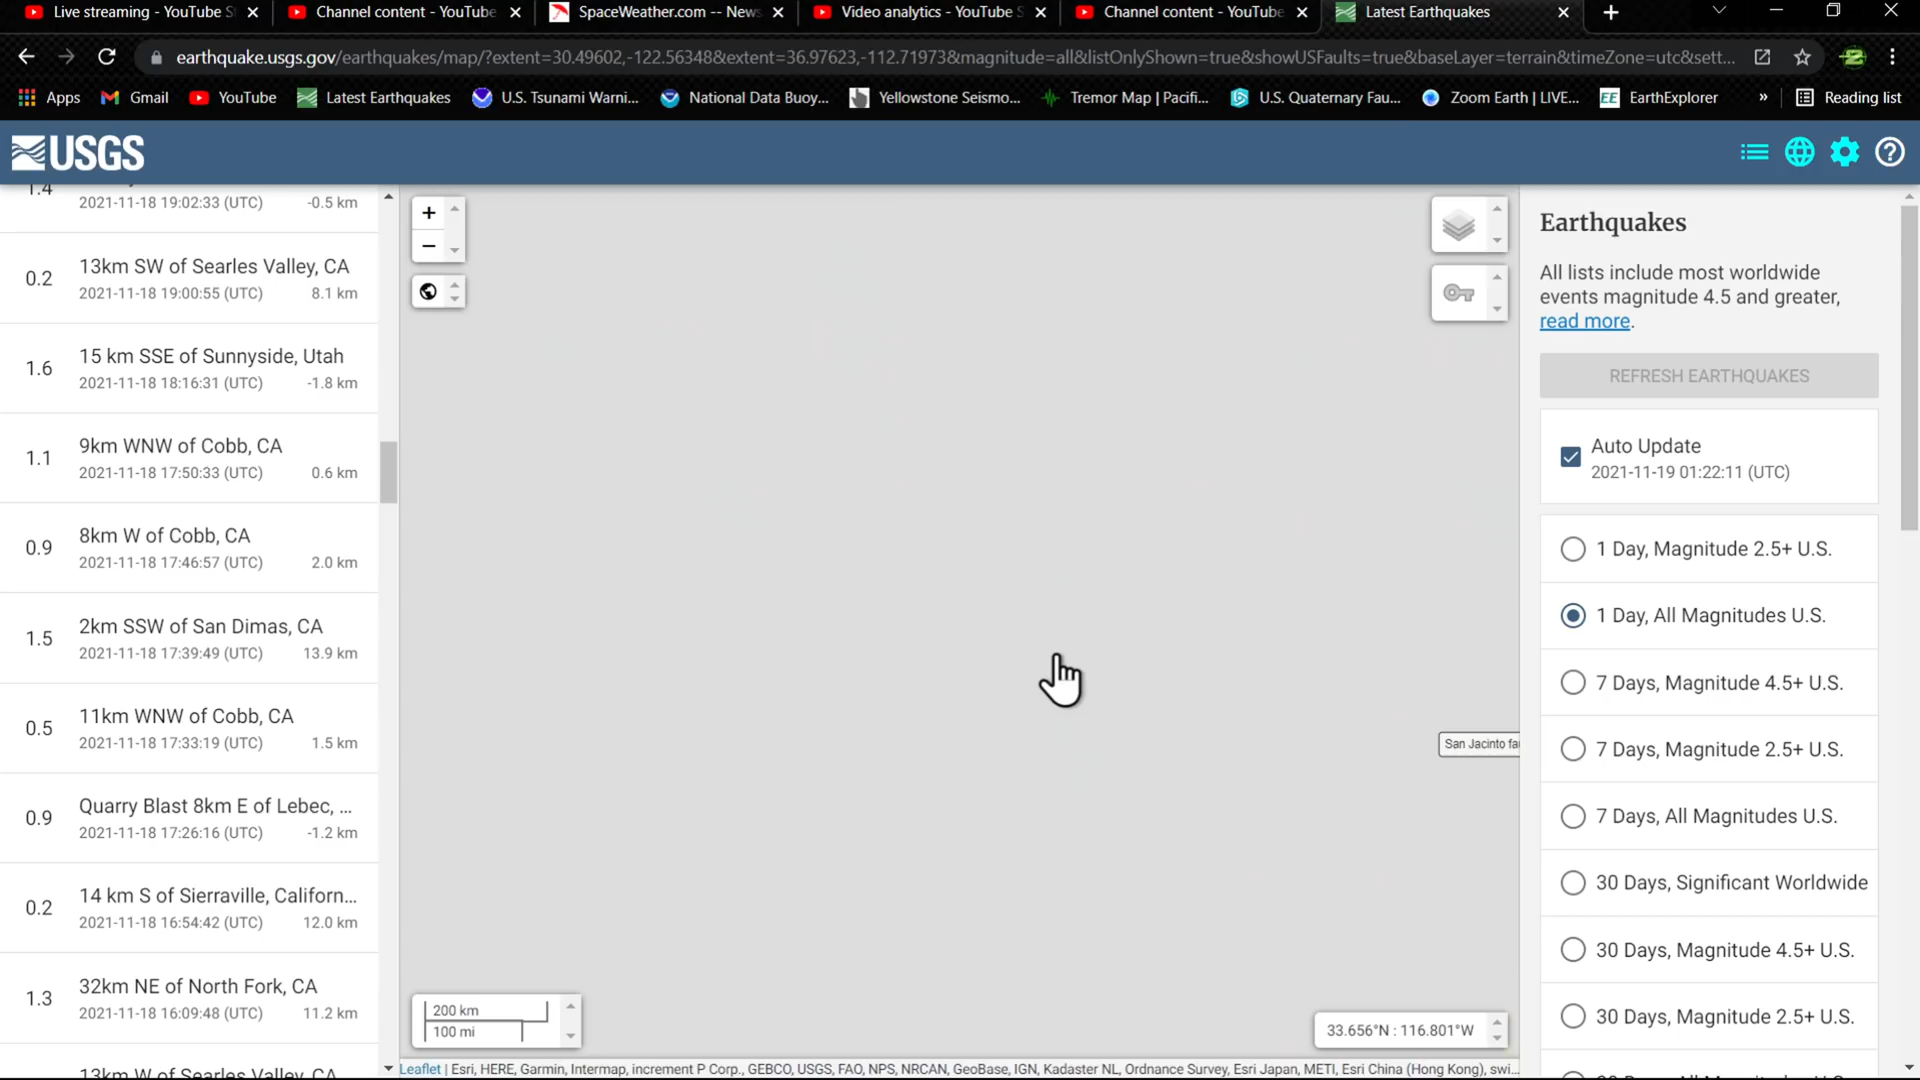 Live streaming - YouTube S
Channel content - YouTube
SpaceWeather.com -- News
Video analytics - YouTube S
Channel content - YouTube
Latest Earthquakes
earthquake.usgs.gov/earthquakes/map/?extent=30.49602,-122.56348&extent=36.97623,-112.71973&magnitude=all&listOnlyShown=true&showUSFaults=true&baseLayer=terrain&timeZone=utc&sett...
Apps
Gmail
YouTube
Latest Earthquakes
U.S. Tsunami Warni...
National Data Buoy...
Yellowstone Seismo...
Tremor Map | Pacifi...
U.S. Quaternary Fau...
Zoom Earth | LIVE...
EE EarthExplorer
»
Reading list
USGS
1.4
2021-11-18 19:02:33 (UTC) -0.5 km
0.2 13km SW of Searles Valley, CA
2021-11-18 19:00:55 (UTC) 8.1 km
1.6 15 km SSE of Sunnyside, Utah
2021-11-18 18:16:31 (UTC) -1.8 km
1.1 9km WNW of Cobb, CA
2021-11-18 17:50:33 (UTC) 0.6 km
0.9 8km W of Cobb, CA
2021-11-18 17:46:57 (UTC) 2.0 km
1.5 2km SSW of San Dimas, CA
2021-11-18 17:39:49 (UTC) 13.9 km
0.5 11km WNW of Cobb, CA
2021-11-18 17:33:19 (UTC) 1.5 km
0.9 Quarry Blast 8km E of Lebec, ...
2021-11-18 17:26:16 (UTC) -1.2 km
0.2 14 km S of Sierraville, Californ...
2021-11-18 16:54:42 (UTC) 12.0 km
1.3 32km NE of North Fork, CA
2021-11-18 16:09:48 (UTC) 11.2 km
13km W of Searles Valley, CA
+
−
San Jacinto fau
200 km
100 mi
33.656°N : 116.801°W
Leaflet | Esri, HERE, Garmin, Intermap, increment P Corp., GEBCO, USGS, FAO, NPS, NRCAN, GeoBase, IGN, Kadaster NL, Ordnance Survey, Esri Japan, METI, Esri China (Hong Kong), swi...
Earthquakes
All lists include most worldwide
events magnitude 4.5 and greater,
read more.
REFRESH EARTHQUAKES
Auto Update
2021-11-19 01:22:11 (UTC)
1 Day, Magnitude 2.5+ U.S.
1 Day, All Magnitudes U.S.
7 Days, Magnitude 4.5+ U.S.
7 Days, Magnitude 2.5+ U.S.
7 Days, All Magnitudes U.S.
30 Days, Significant Worldwide
30 Days, Magnitude 4.5+ U.S.
30 Days, Magnitude 2.5+ U.S.